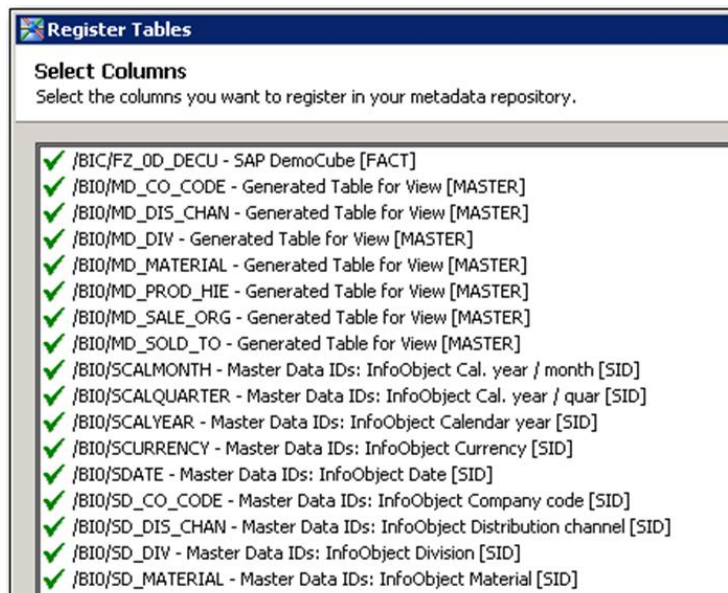 Register Tables
Select Columns
Select the columns you want to register in your metadata repository.
/BIC/FZ_0D_DECU - SAP DemoCube [FACT]
/BI0/MD_CO_CODE - Generated Table for View [MASTER]
/BI0/MD_DIS_CHAN - Generated Table for View [MASTER]
/BI0/MD_DIV - Generated Table for View [MASTER]
/BI0/MD_MATERIAL - Generated Table for View [MASTER]
/BI0/MD_PROD_HIE - Generated Table for View [MASTER]
/BI0/MD_SALE_ORG - Generated Table for View [MASTER]
/BI0/MD_SOLD_TO - Generated Table for View [MASTER]
/BI0/SCALMONTH - Master Data IDs: InfoObject Cal. year / month [SID]
/BI0/SCALQUARTER - Master Data IDs: InfoObject Cal. year / quar [SID]
/BI0/SCALYEAR - Master Data IDs: InfoObject Calendar year [SID]
/BI0/SCURRENCY - Master Data IDs: InfoObject Currency [SID]
/BI0/SDATE - Master Data IDs: InfoObject Date [SID]
/BI0/SD_CO_CODE - Master Data IDs: InfoObject Company code [SID]
/BI0/SD_DIS_CHAN - Master Data IDs: InfoObject Distribution channel [SID]
/BI0/SD_DIV - Master Data IDs: InfoObject Division [SID]
/BI0/SD_MATERIAL - Master Data IDs: InfoObject Material [SID]